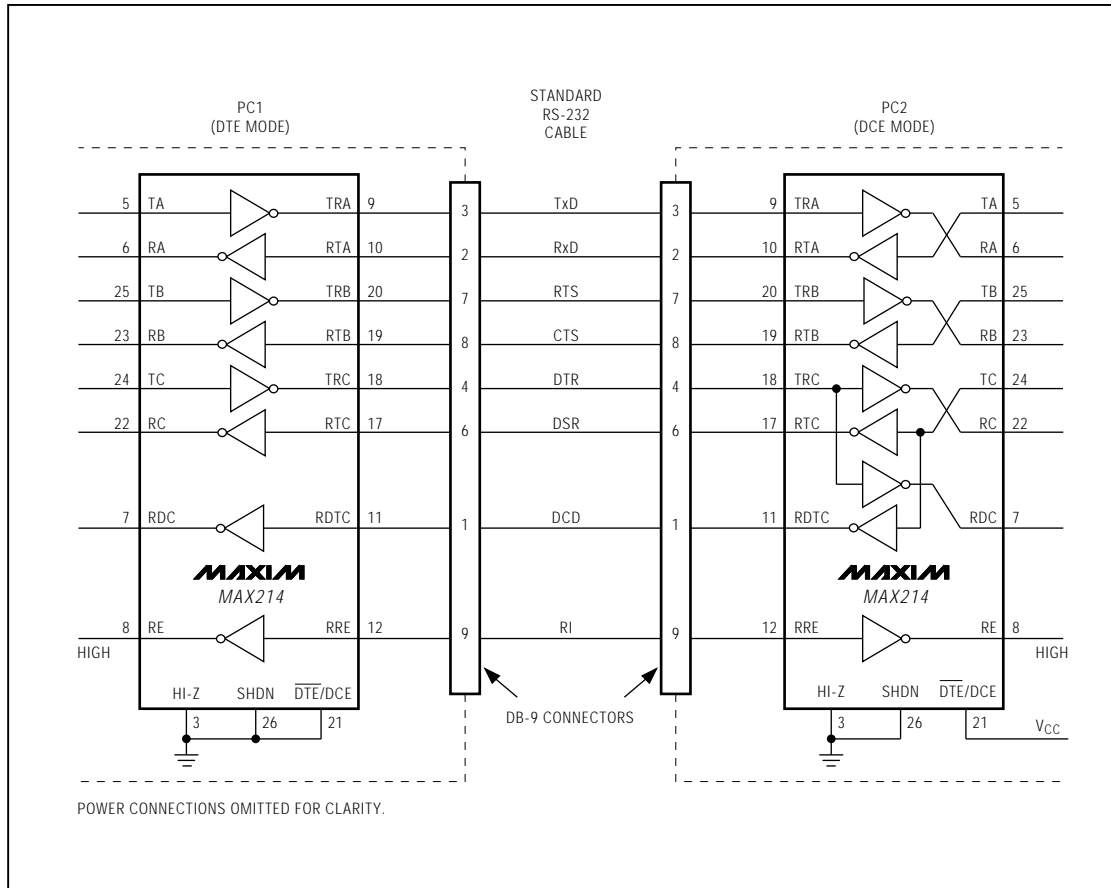 PC1
(DTE MODE)
STANDARD
RS-232
CABLE
PC2
(DCE MODE)
5 TA TRA 9 3 TxD 3 9 TRA TA 5
6 RA RTA 10 2 RxD 2 10 RTA RA 6
25 TB TRB 20 7 RTS 7 20 TRB TB 25
23 RB RTB 19 8 CTS 8 19 RTB RB 23
24 TC TRC 18 4 DTR 4 18 TRC TC 24
22 RC RTC 17 6 DSR 6 17 RTC RC 22
7 RDC RDTC 11 1 DCD 1 11 RDTC RDC 7
MAXIM MAXIM
MAX214 MAX214
8 RE RRE 12 9 RI 9 12 RRE RE 8
HIGH HIGH
HI-Z SHDN DTE/DCE HI-Z SHDN DTE/DCE
3 26 21 DB-9 CONNECTORS 3 26 21 VCC
POWER CONNECTIONS OMITTED FOR CLARITY.